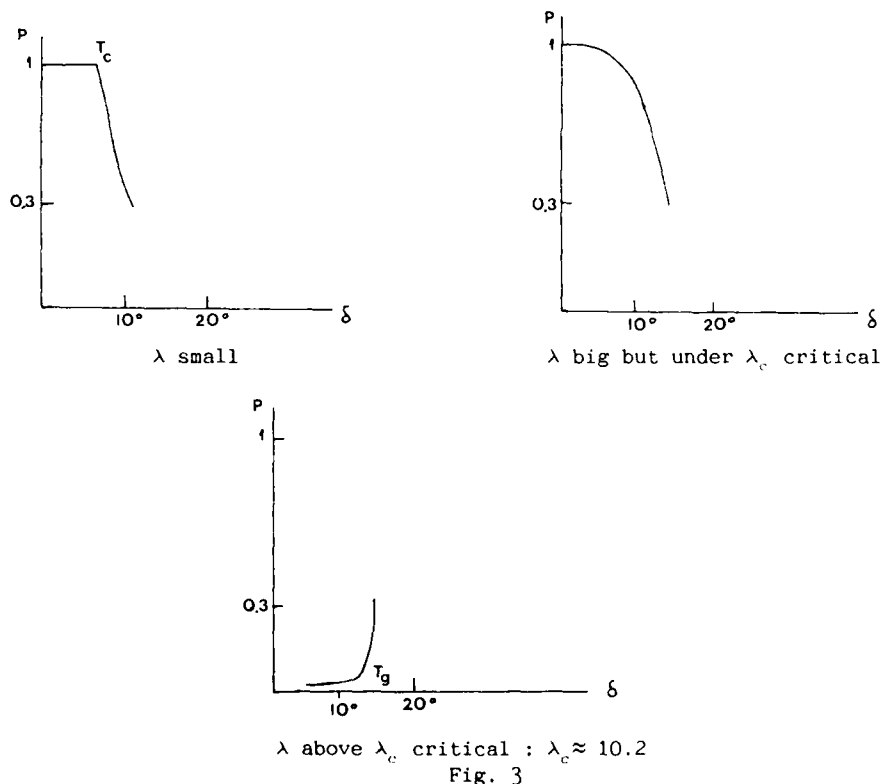 P
T_c
1
0.3
10° 20° δ
λ small
P
1
0.3
10° 20° δ
λ big but under λ_c critical
P
1
0.3
T_g
10° 20° δ
λ above λ_c critical : λ_c ≈ 10.2
Fig. 3